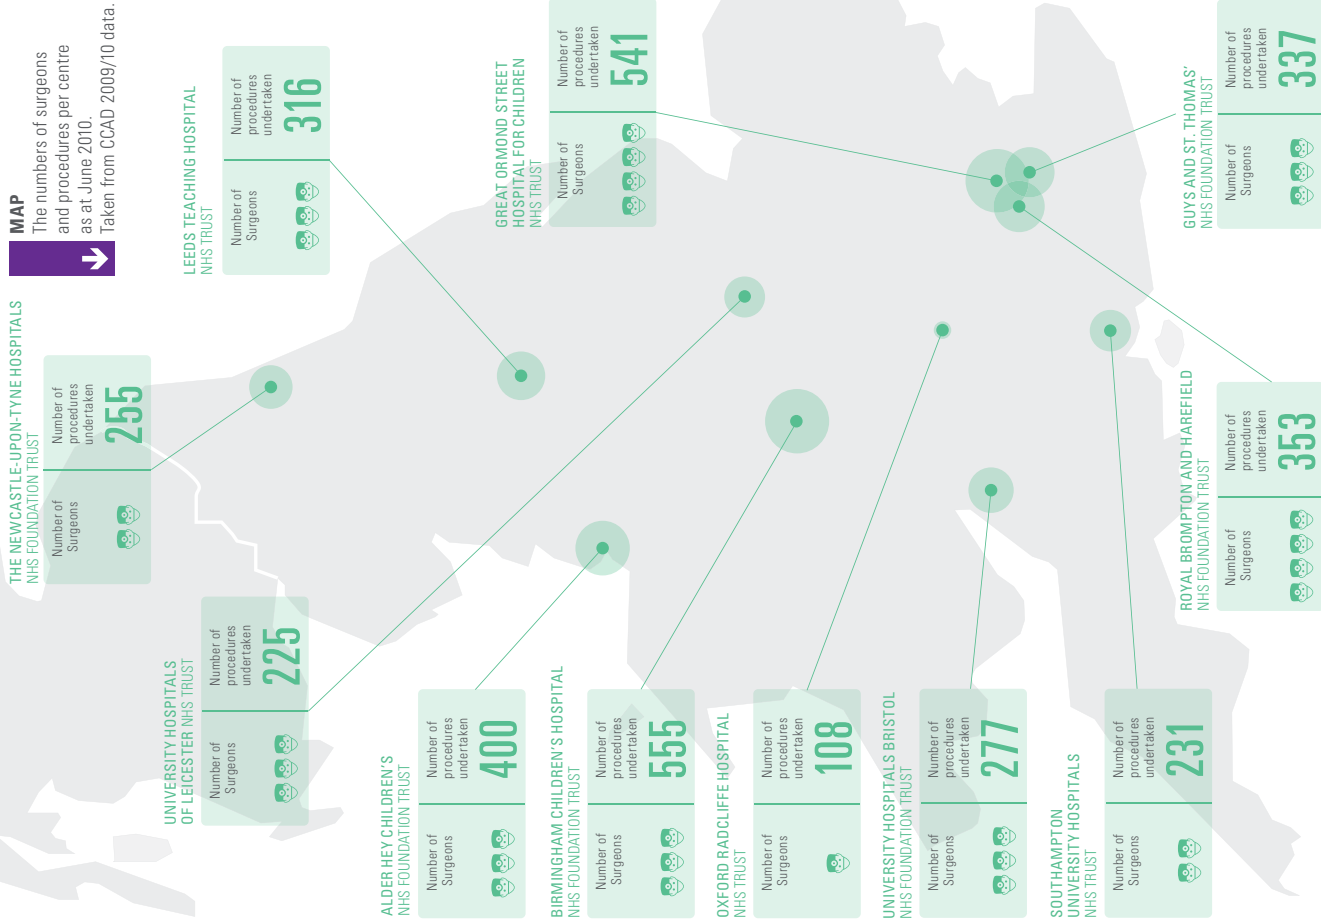 MAP
The numbers of surgeons
and procedures per centre
as at June 2010.
Taken from CCAD 2009/10 data.
THE NEWCASTLE-UPON-TYNE HOSPITALS
NHS FOUNDATION TRUST
Number of
Surgeons
Number of
procedures
undertaken
255
LEEDS TEACHING HOSPITAL
NHS TRUST
Number of
Surgeons
Number of
procedures
undertaken
316
UNIVERSITY HOSPITALS
OF LEICESTER NHS TRUST
Number of
Surgeons
Number of
procedures
undertaken
225
GREAT ORMOND STREET
HOSPITAL FOR CHILDREN
NHS TRUST
Number of
Surgeons
Number of
procedures
undertaken
541
ALDER HEY CHILDREN'S
NHS FOUNDATION TRUST
Number of
Surgeons
Number of
procedures
undertaken
400
BIRMINGHAM CHILDREN'S HOSPITAL
NHS FOUNDATION TRUST
Number of
Surgeons
Number of
procedures
undertaken
555
OXFORD RADCLIFFE HOSPITAL
NHS TRUST
Number of
Surgeons
Number of
procedures
undertaken
108
UNIVERSITY HOSPITALS BRISTOL
NHS FOUNDATION TRUST
Number of
Surgeons
Number of
procedures
undertaken
277
SOUTHAMPTON
UNIVERSITY HOSPITALS
NHS TRUST
Number of
Surgeons
Number of
procedures
undertaken
231
ROYAL BROMPTON AND HAREFIELD
NHS FOUNDATION TRUST
Number of
Surgeons
Number of
procedures
undertaken
353
GUYS AND ST. THOMAS'
NHS FOUNDATION TRUST
Number of
Surgeons
Number of
procedures
undertaken
337